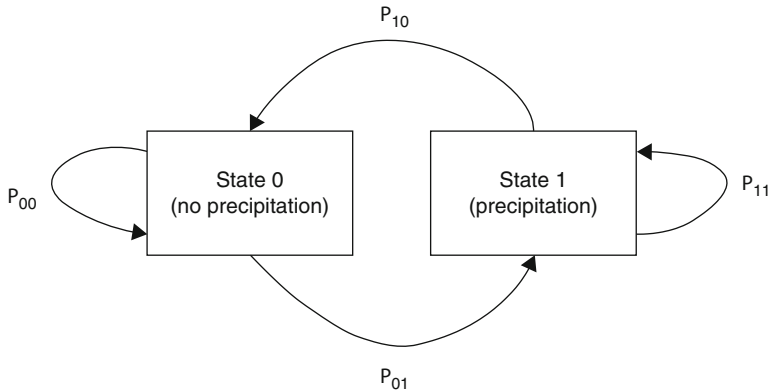 P₁₀
State 0
(no precipitation)
State 1
(precipitation)
P₀₀
P₁₁
P₀₁